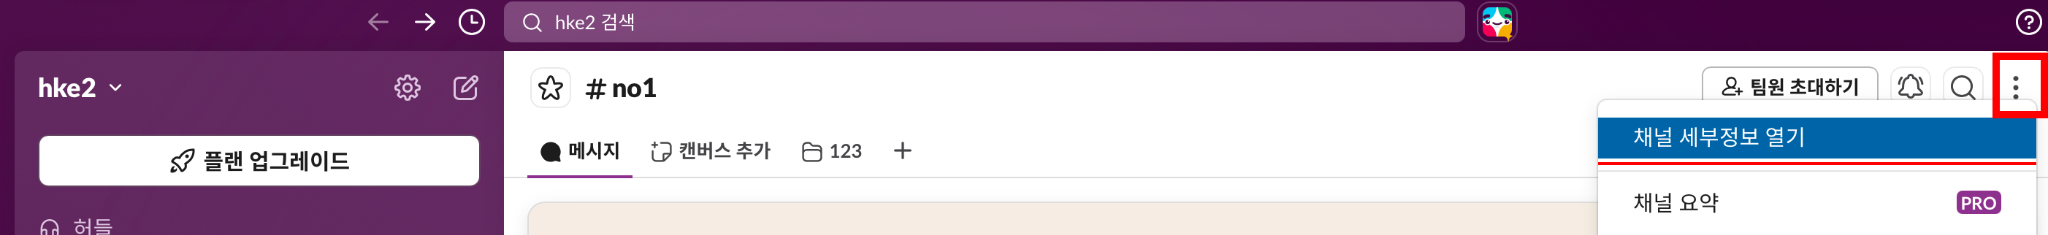 hke2 검색
hke2
플랜 업그레이드
허들
# no1
팀원 초대하기
메시지
캔버스 추가
123
채널 세부정보 열기
채널 요약
PRO